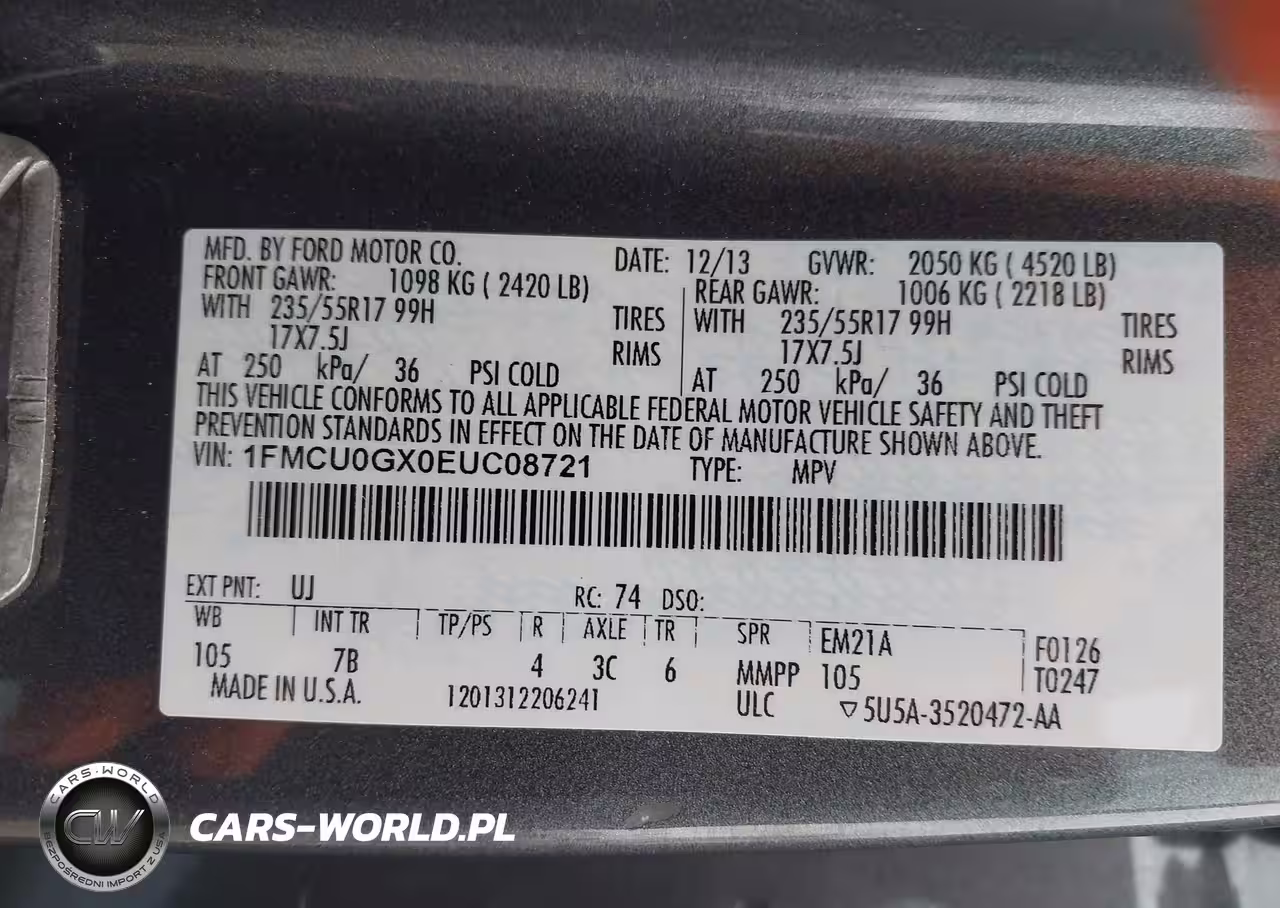 MFD. BY FORD MOTOR CO. DATE: 12/13 GVWR: 2050 KG ( 4520 LB)
FRONT GAWR: 1098 KG ( 2420 LB) REAR GAWR: 1006 KG ( 2218 LB)
WITH 235/55R17 99H TIRES WITH 235/55R17 99H TIRES
17X7.5J RIMS 17X7.5J RIMS
AT 250 kPa/ 36 PSI COLD AT 250 kPa/ 36 PSI COLD
THIS VEHICLE CONFORMS TO ALL APPLICABLE FEDERAL MOTOR VEHICLE SAFETY AND THEFT
PREVENTION STANDARDS IN EFFECT ON THE DATE OF MANUFACTURE SHOWN ABOVE.
VIN: 1FMCU0GX0EUC08721 TYPE: MPV
EXT PNT: UJ RC: 74 DSO:
WB INT TR TP/PS R AXLE TR SPR EM21A F0126
105 7B 4 3C 6 MMPP 105 T0247
MADE IN U.S.A. 1201312206241 ULC ▽5U5A-3520472-AA
CARS-WORLD
CW
BEZPOŚREDNI IMPORT Z USA
CARS-WORLD.PL